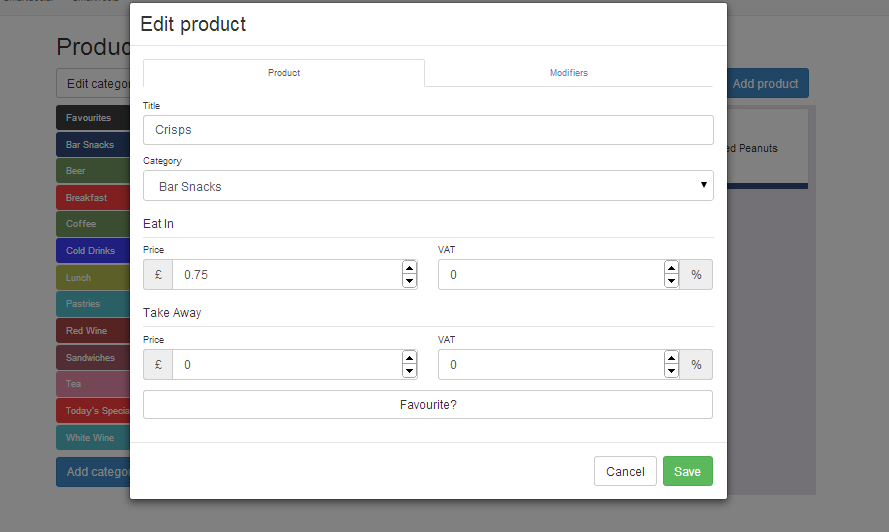 Edit product
Product Modifiers
Title
Crisps
Category
Bar Snacks
Eat In
Price VAT
£ 0.75 0 %
Take Away
Price VAT
£ 0 0 %
Favourite?
Cancel Save
Produc
Edit catego Add product
Favourites
Bar Snacks
Beer
Breakfast
Coffee
Cold Drinks
Lunch
Pastries
Red Wine
Sandwiches
Tea
Today's Specia
White Wine
Add catego
ed Peanuts